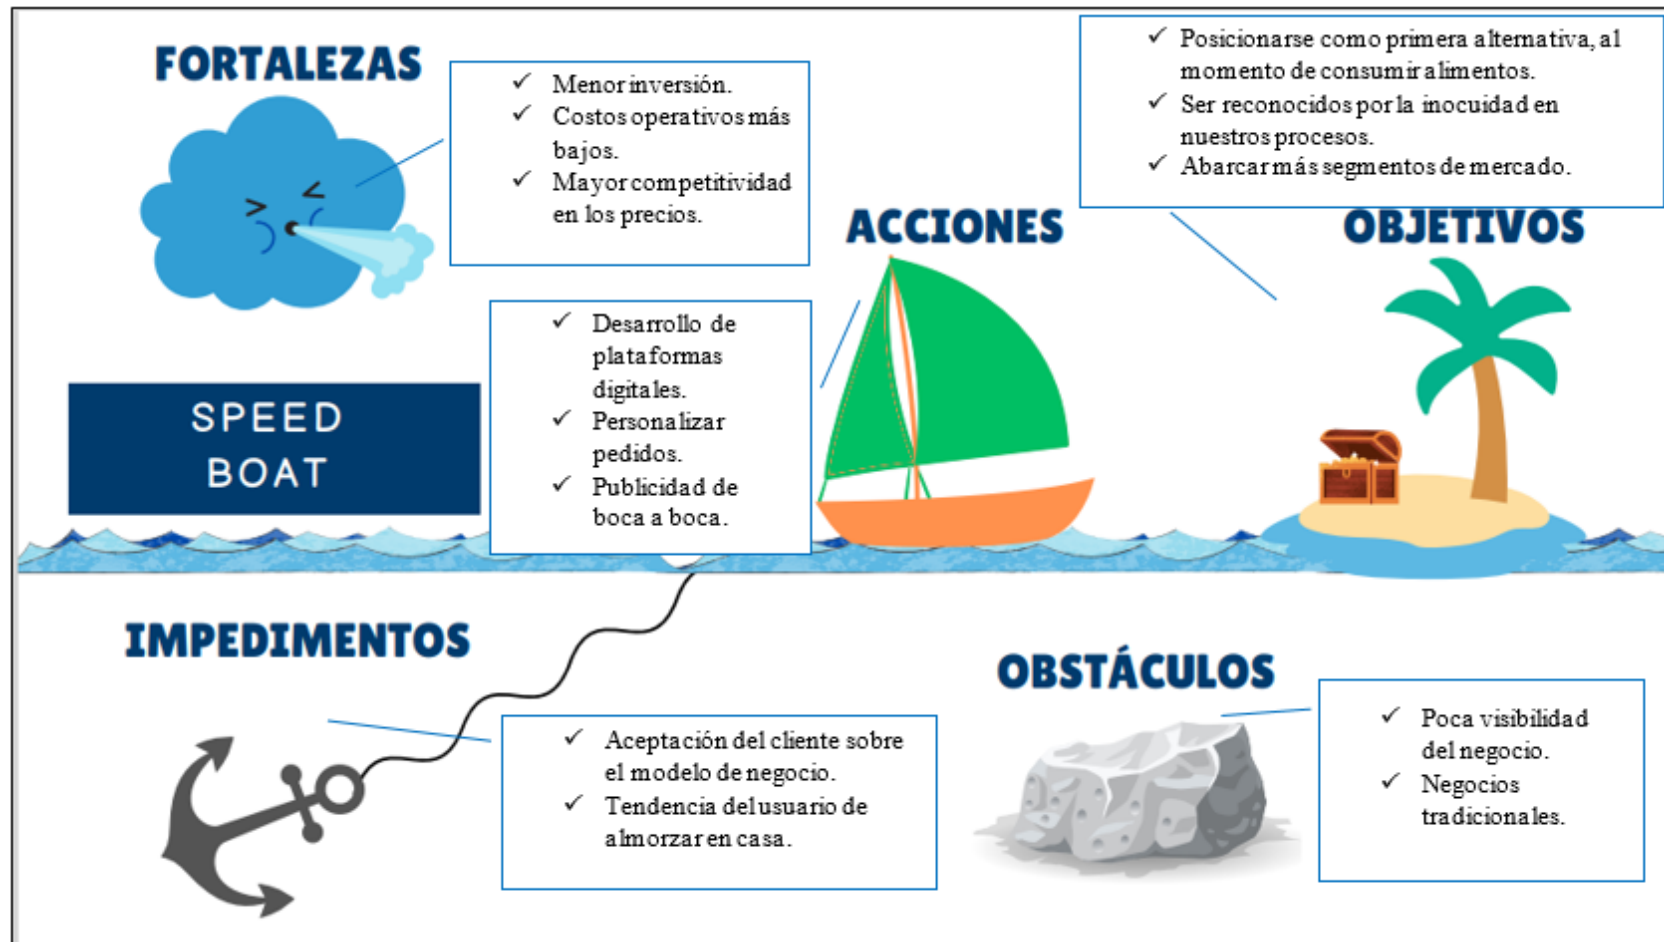 FORTALEZAS
Menor inversión.
Costos operativos más
bajos.
Mayor competitividad
en los precios.
Posicionarse como primera alternativa, al
momento de consumir alimentos.
Ser reconocidos por la inocuidad en
nuestros procesos.
Abarcar más segmentos de mercado.
ACCIONES
OBJETIVOS
Desarrollo de
plataformas
digitales.
Personalizar
pedidos.
Publicidad de
boca a boca.
SPEED
BOAT
IMPEDIMENTOS
Aceptación del cliente sobre
el modelo de negocio.
Tendencia del usuario de
almorzar en casa.
OBSTÁCULOS
Poca visibilidad
del negocio.
Negocios
tradicionales.